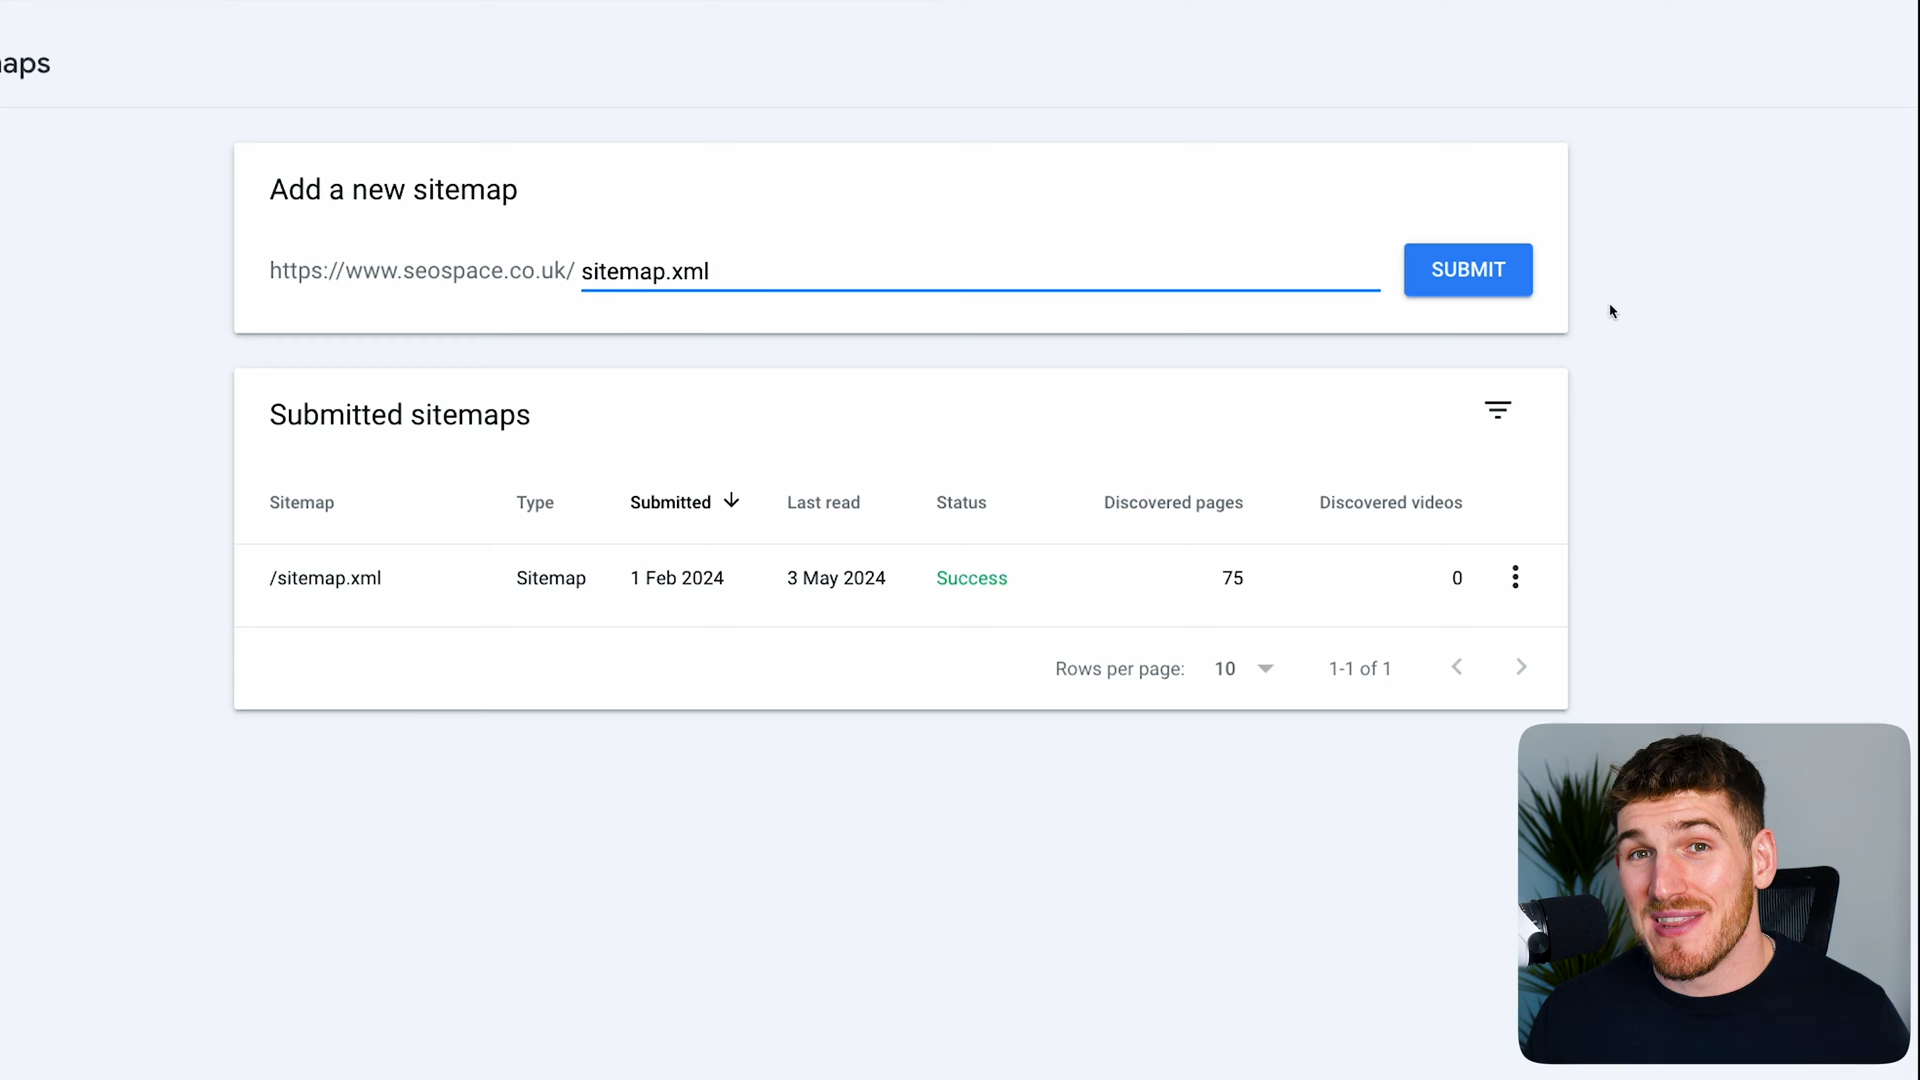 aps
Add a new sitemap
https://www.seospace.co.uk/ sitemap.xml
SUBMIT
Submitted sitemaps
Sitemap Type Submitted Last read Status Discovered pages Discovered videos
/sitemap.xml Sitemap 1 Feb 2024 3 May 2024 Success 75 0
Rows per page: 10 1-1 of 1